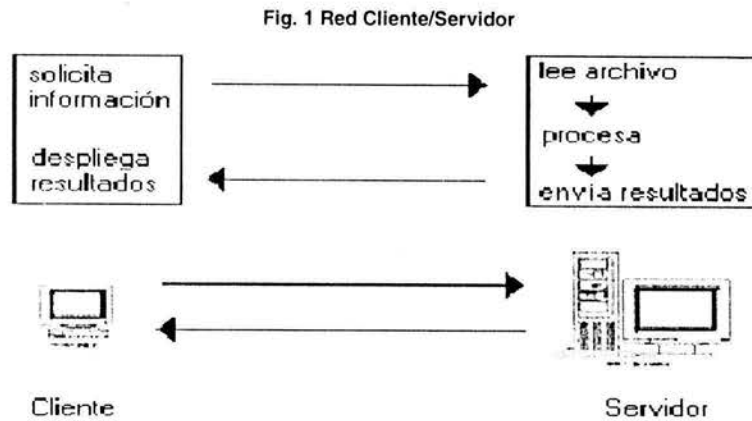 Fig. 1 Red Cliente/Servidor
solicita
información
despliega
resultados
lee archivo
procesa
envia resultados
Cliente
Servidor